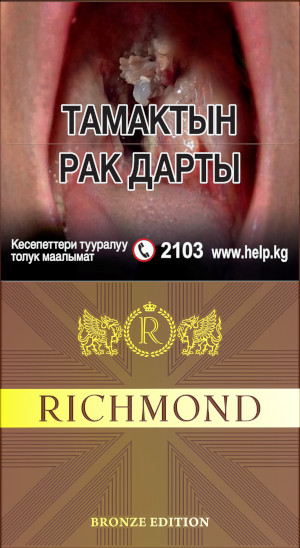 ТАМАКТЫН
РАК ДАРТЫ
Кесепеттери тууралуу
толук маалымат
2103 www.help.kg
R
RICHMOND
BRONZE EDITION